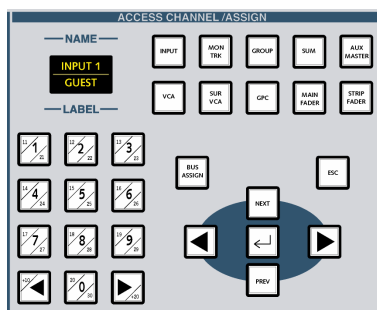 ACCESS CHANNEL /ASSIGN
NAME
INPUT 1
GUEST
LABEL
INPUT
MON
TRK
GROUP
SUM
AUX
MASTER
VCA
SUR
VCA
GPC
MAIN
FADER
STRIP
FADER
11 1 21
12 2 22
13 3 23
14 4 24
15 5 25
16 6 26
17 7 27
18 8 28
19 9 29
+10
20 0 30
+20
BUS
ASSIGN
ESC
NEXT
PREV